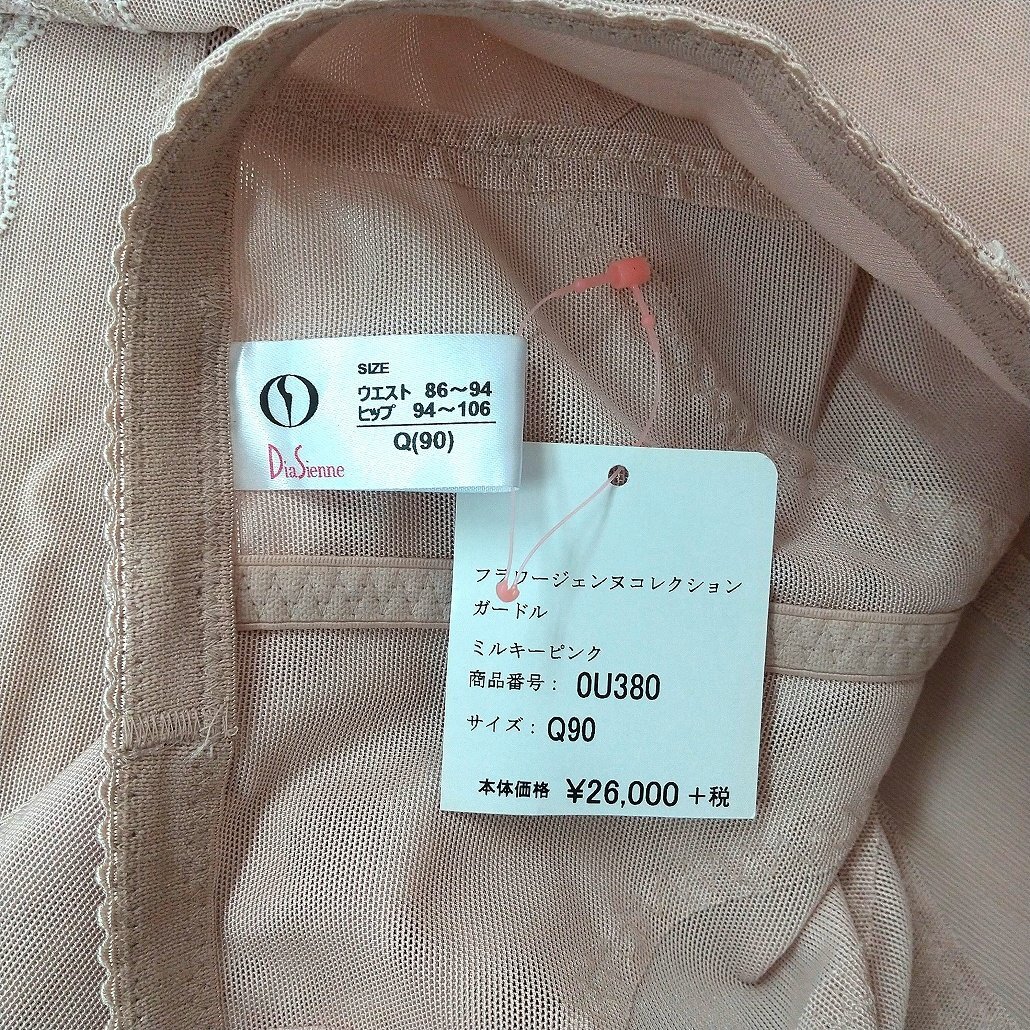 SIZE
ウエスト 86～94
ヒップ 94～106
Q(90)
DiaSienne
フラワージェンヌコレクション
ガードル
ミルキーピンク
商品番号： 0U380
サイズ： Q90
本体価格 ¥26,000＋税